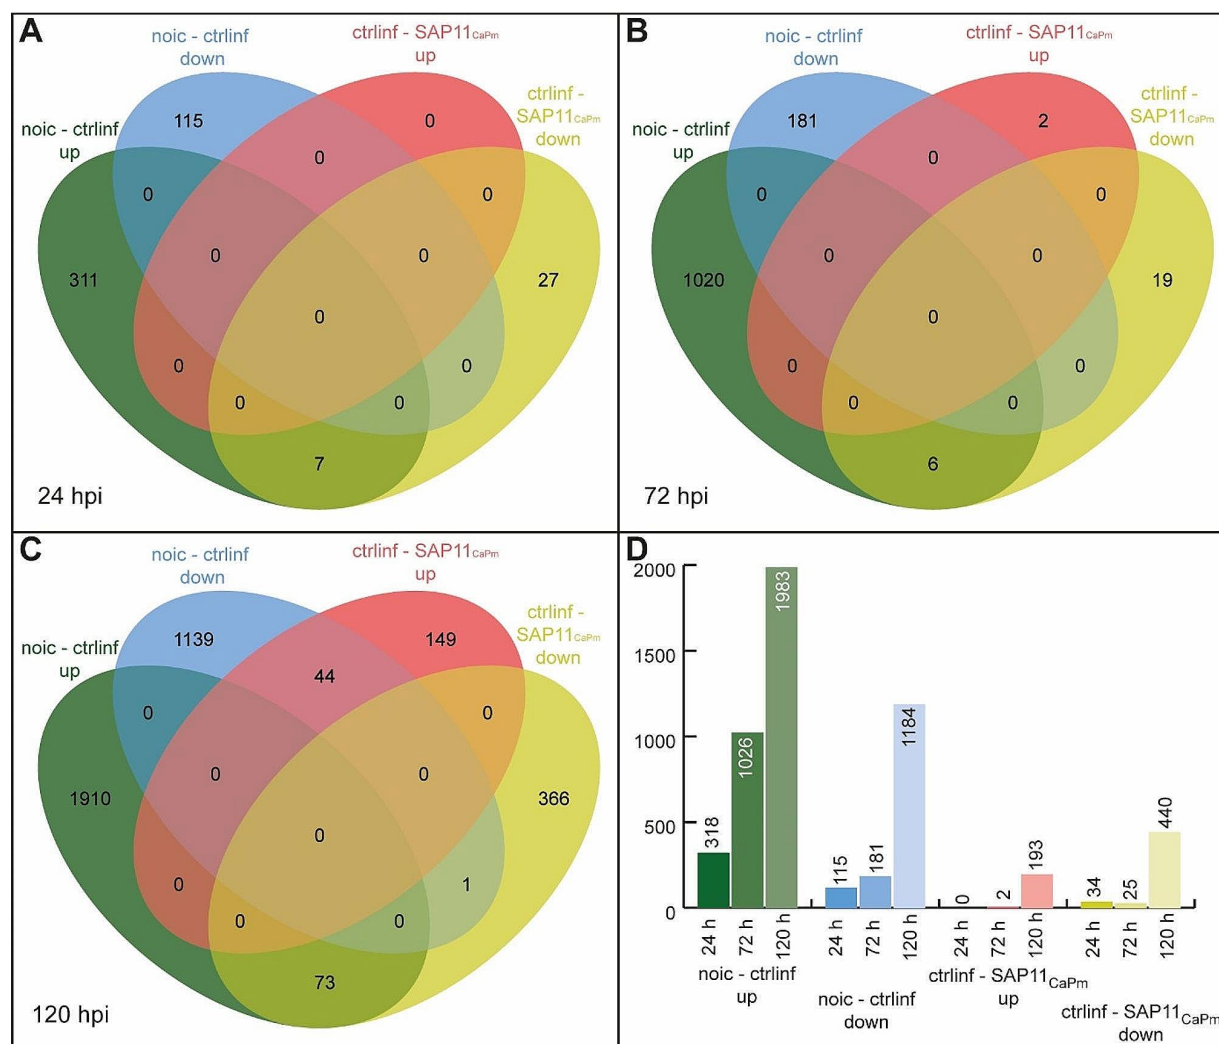 A
noic - ctrlinf
down
ctrlinf - SAP11CaPm
up
noic - ctrlinf
up
ctrlinf -
SAP11CaPm
down
115
0
0
0
0
311
0
0
27
0
0
0
0
0
7
24 hpi
B
noic - ctrlinf
down
ctrlinf - SAP11CaPm
up
noic - ctrlinf
up
ctrlinf -
SAP11CaPm
down
181
2
0
0
0
1020
0
0
19
0
0
0
0
0
6
72 hpi
C
noic - ctrlinf
down
ctrlinf - SAP11CaPm
up
noic - ctrlinf
up
ctrlinf -
SAP11CaPm
down
1139
149
44
0
0
1910
0
0
366
0
0
1
0
0
73
120 hpi
D
2000
1500
1000
500
0
318
1026
1983
115
181
1184
0
2
193
34
25
440
24 h
72 h
120 h
24 h
72 h
120 h
24 h
72 h
120 h
24 h
72 h
120 h
noic - ctrlinf
up
noic - ctrlinf
down
ctrlinf - SAP11CaPm
up
ctrlinf - SAP11CaPm
down